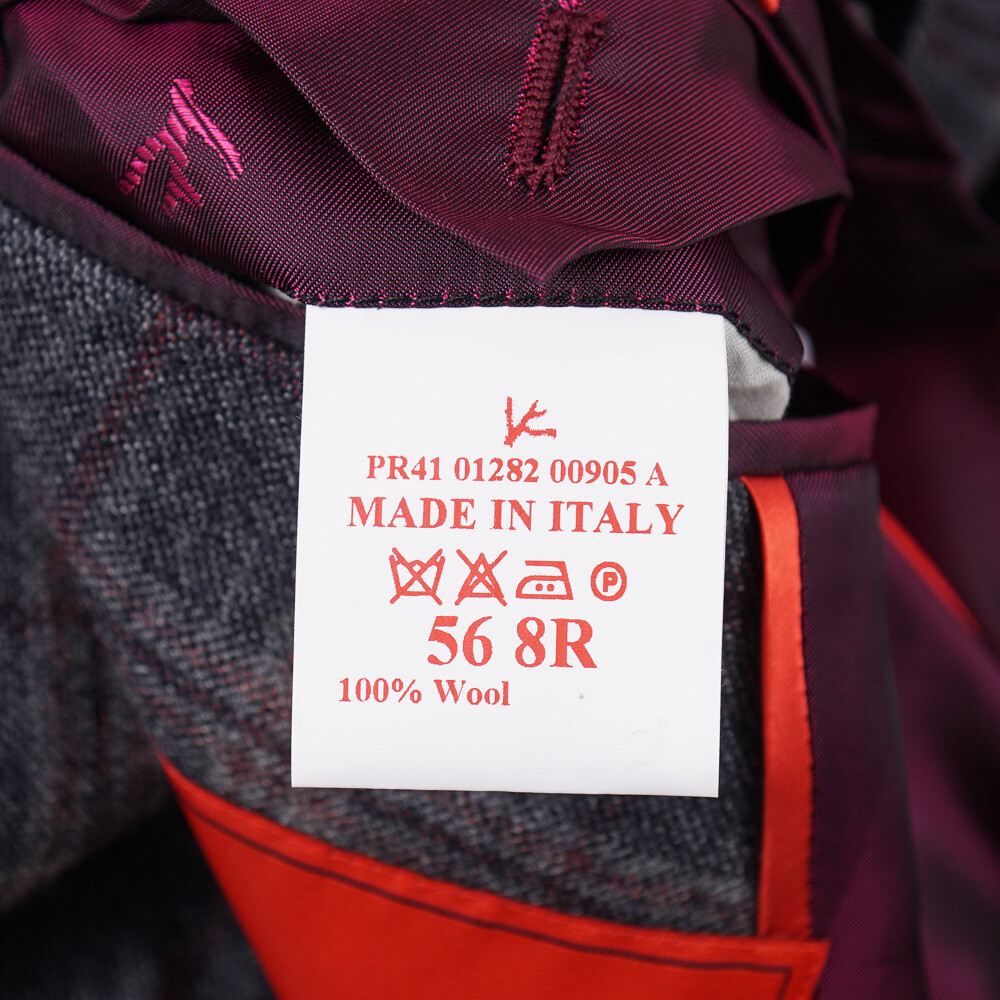 PR41 01282 00905 A
MADE IN ITALY
P
56 8R
100% Wool